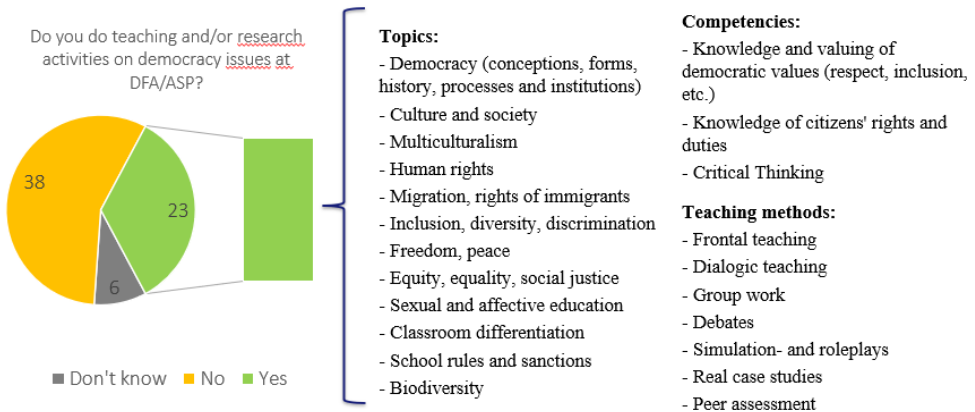 Do you do teaching and/or research
activities on democracy issues at
DFA/ASP?
38
23
6
Don't know
No
Yes
Topics:
- Democracy (conceptions, forms,
history, processes and institutions)
- Culture and society
- Multiculturalism
- Human rights
- Migration, rights of immigrants
- Inclusion, diversity, discrimination
- Freedom, peace
- Equity, equality, social justice
- Sexual and affective education
- Classroom differentiation
- School rules and sanctions
- Biodiversity
Competencies:
- Knowledge and valuing of
democratic values (respect, inclusion,
etc.)
- Knowledge of citizens' rights and
duties
- Critical Thinking
Teaching methods:
- Frontal teaching
- Dialogic teaching
- Group work
- Debates
- Simulation- and roleplays
- Real case studies
- Peer assessment